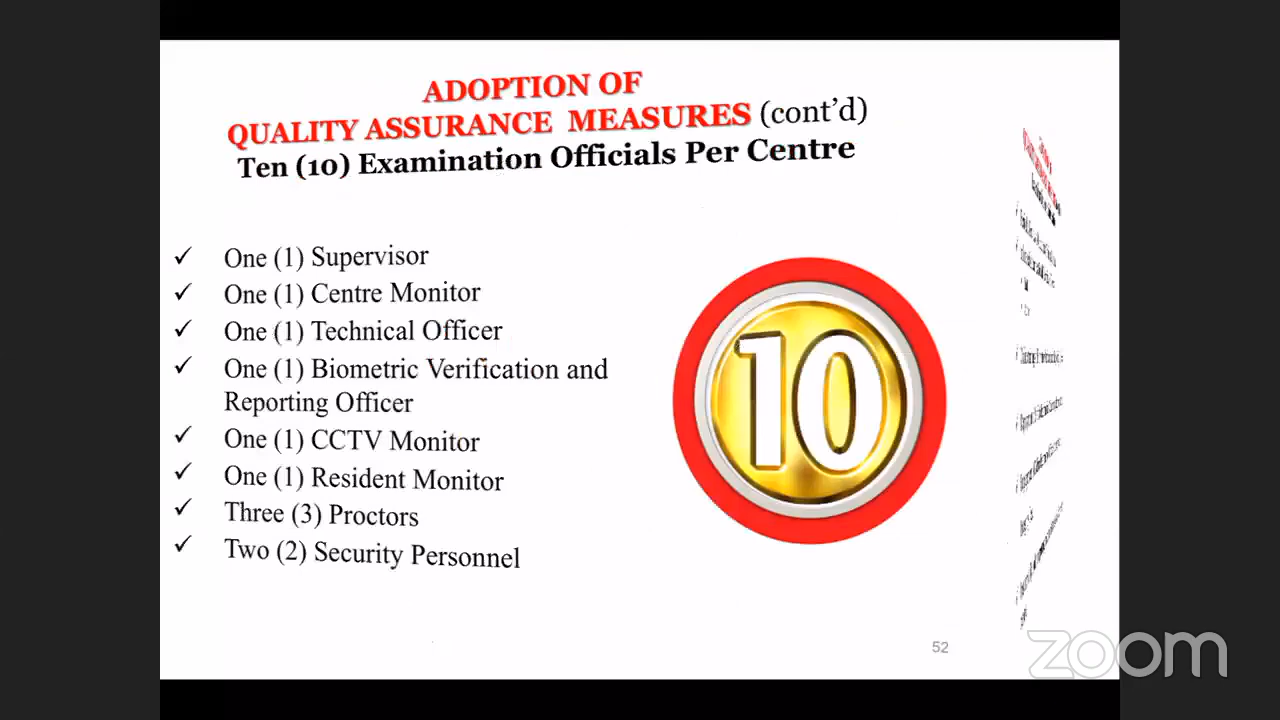 ADOPTION OF
QUALITY ASSURANCE MEASURES (cont'd)
Ten (10) Examination Officials Per Centre
✓ One (1) Supervisor
✓ One (1) Centre Monitor
✓ One (1) Technical Officer
✓ One (1) Biometric Verification and
Reporting Officer
✓ One (1) CCTV Monitor
✓ One (1) Resident Monitor
✓ Three (3) Proctors
✓ Two (2) Security Personnel
10
52
zoom